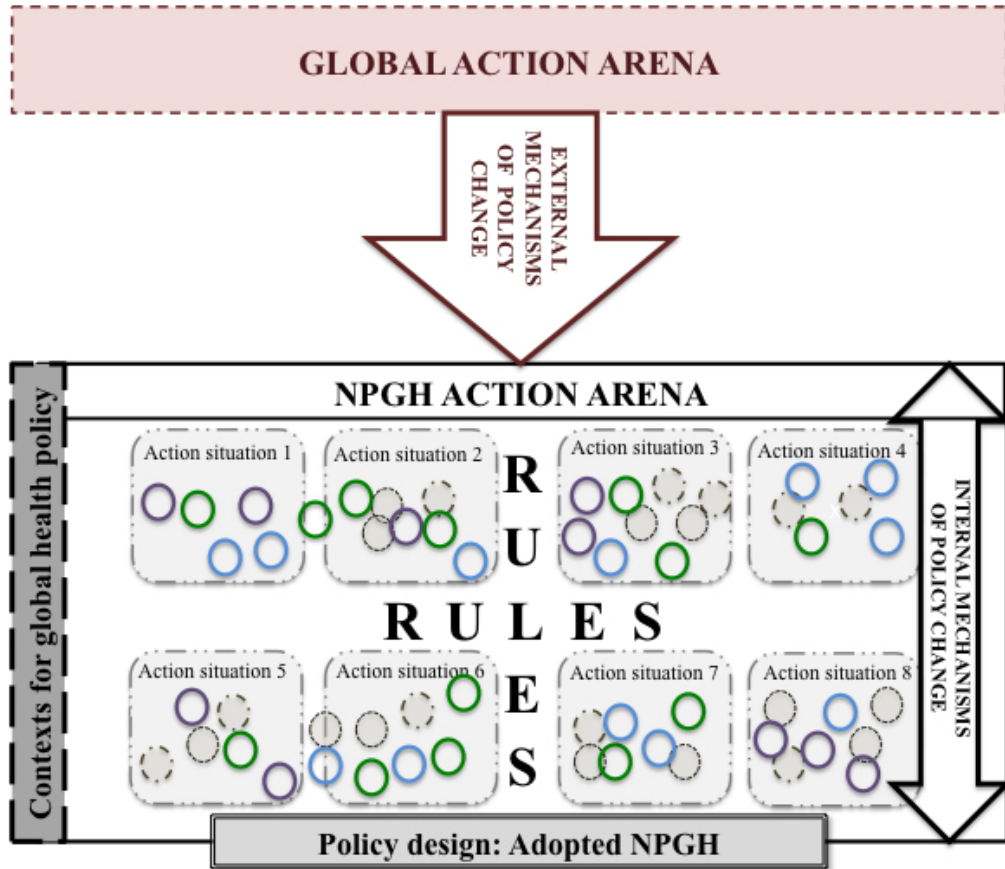 GLOBAL ACTION ARENA
EXTERNAL
MECHANISMS
OF POLICY
CHANGE
NPGH ACTION ARENA
Contexts for global health policy
Action situation 1
Action situation 2
Action situation 3
Action situation 4
RULES
RULES
Action situation 5
Action situation 6
Action situation 7
Action situation 8
INTERNAL MECHANISMS
OF POLICY CHANGE
Policy design: Adopted NPGH